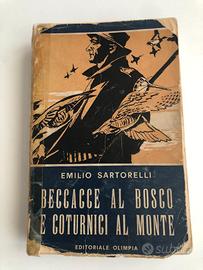 EMILIO SARTORELLI
BECCACCE AL BOSCO
E COTURNICI AL MONTE
EDITORIALE OLIMPIA
subito